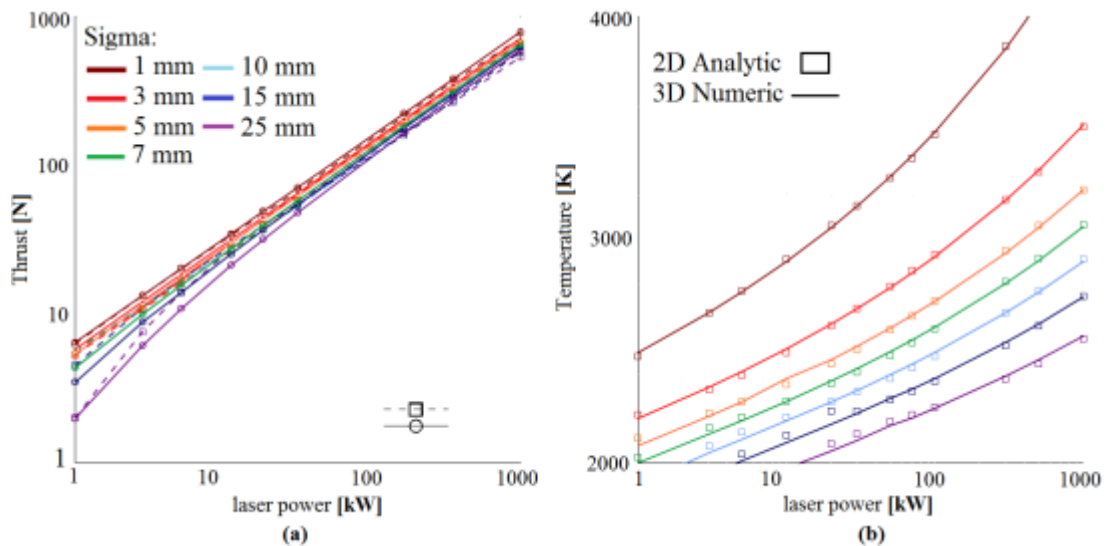 1000
Sigma:
1 mm
10 mm
3 mm
15 mm
5 mm
25 mm
7 mm
100
Thrust [N]
10
1
1
10
100
1000
laser power [kW]
(a)
4000
2D Analytic
3D Numeric
3000
Temperature [K]
2000
1
10
100
1000
laser power [kW]
(b)